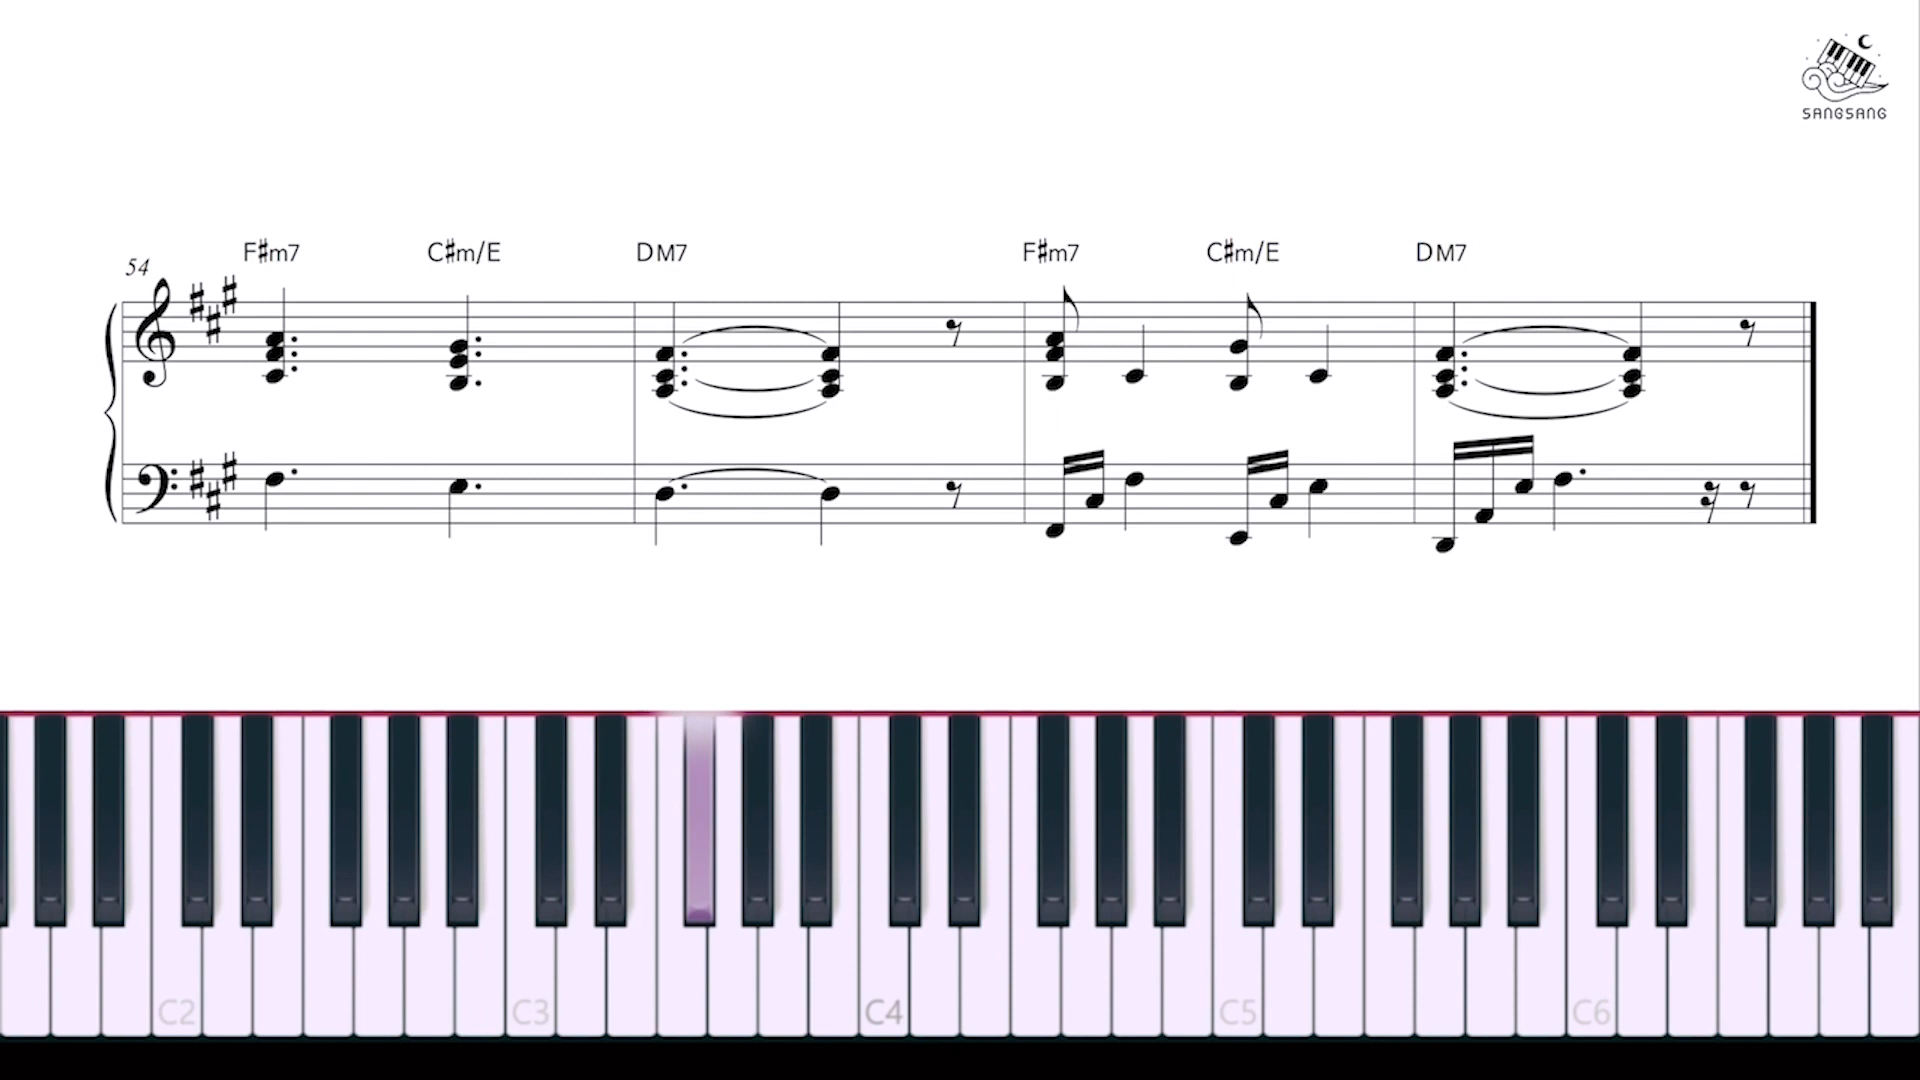 SANGSANG
F♯m7 C♯m/E DM7 F♯m7 C♯m/E DM7
54
C2 C3 C4 C5 C6